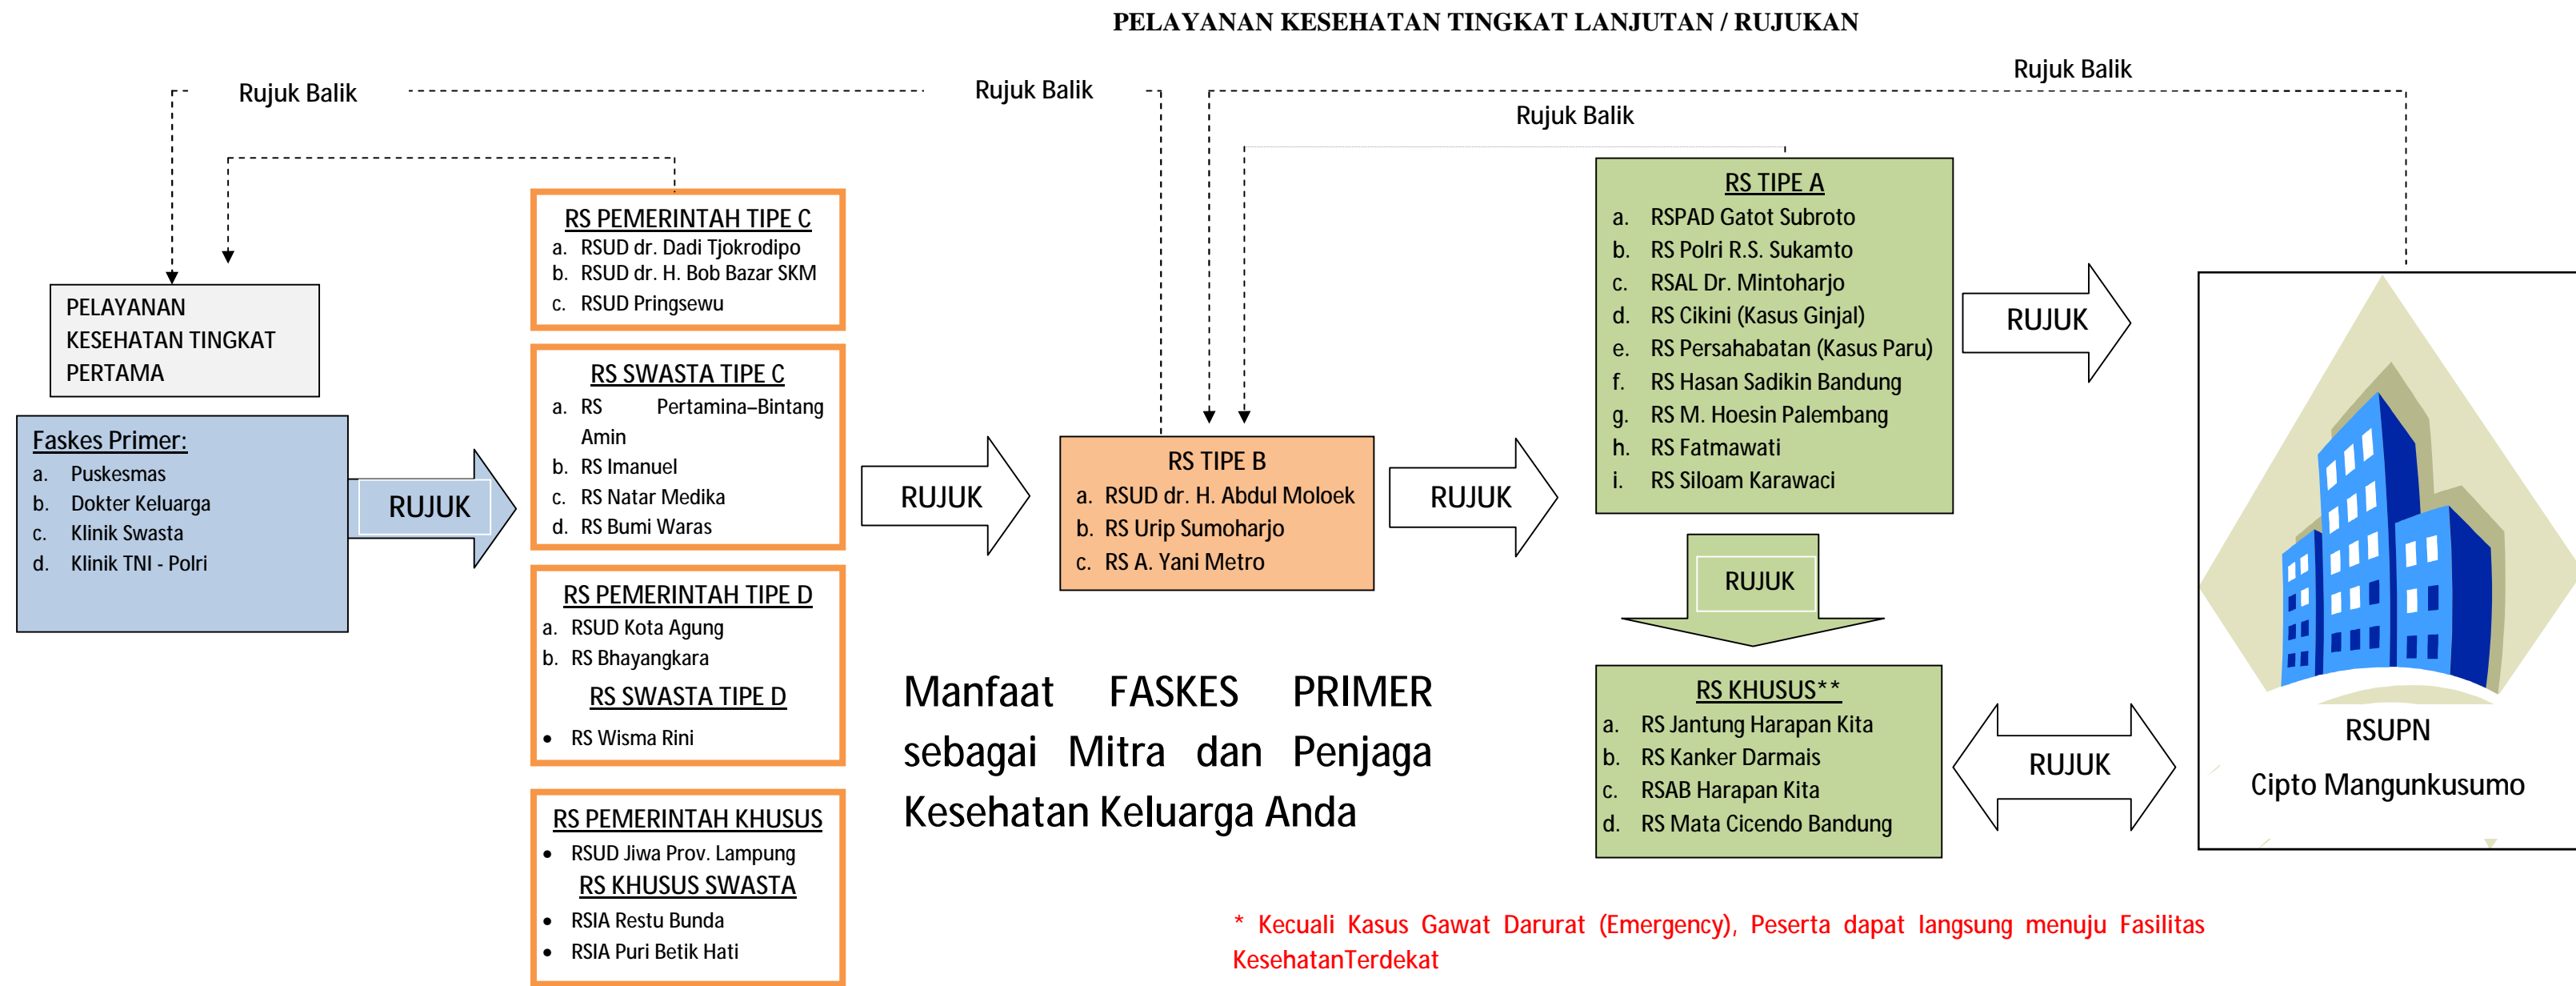 PELAYANAN KESEHATAN TINGKAT LANJUTAN / RUJUKAN
Rujuk Balik
Rujuk Balik
Rujuk Balik
Rujuk Balik
PELAYANAN
KESEHATAN TINGKAT
PERTAMA
Faskes Primer:
a. Puskesmas
b. Dokter Keluarga
c. Klinik Swasta
d. Klinik TNI - Polri
RUJUK
RS PEMERINTAH TIPE C
a. RSUD dr. Dadi Tjokrodipo
b. RSUD dr. H. Bob Bazar SKM
c. RSUD Pringsewu
RS SWASTA TIPE C
a. RS Pertamina–Bintang
Amin
b. RS Imanuel
c. RS Natar Medika
d. RS Bumi Waras
RS PEMERINTAH TIPE D
a. RSUD Kota Agung
b. RS Bhayangkara
RS SWASTA TIPE D
• RS Wisma Rini
RS PEMERINTAH KHUSUS
• RSUD Jiwa Prov. Lampung
RS KHUSUS SWASTA
• RSIA Restu Bunda
• RSIA Puri Betik Hati
RUJUK
RS TIPE B
a. RSUD dr. H. Abdul Moloek
b. RS Urip Sumoharjo
c. RS A. Yani Metro
RUJUK
RS TIPE A
a. RSPAD Gatot Subroto
b. RS Polri R.S. Sukamto
c. RSAL Dr. Mintoharjo
d. RS Cikini (Kasus Ginjal)
e. RS Persahabatan (Kasus Paru)
f. RS Hasan Sadikin Bandung
g. RS M. Hoesin Palembang
h. RS Fatmawati
i. RS Siloam Karawaci
RUJUK
RUJUK
RS KHUSUS**
a. RS Jantung Harapan Kita
b. RS Kanker Darmais
c. RSAB Harapan Kita
d. RS Mata Cicendo Bandung
RUJUK
RSUPN
Cipto Mangunkusumo
Manfaat FASKES PRIMER
sebagai Mitra dan Penjaga
Kesehatan Keluarga Anda
* Kecuali Kasus Gawat Darurat (Emergency), Peserta dapat langsung menuju Fasilitas
KesehatanTerdekat